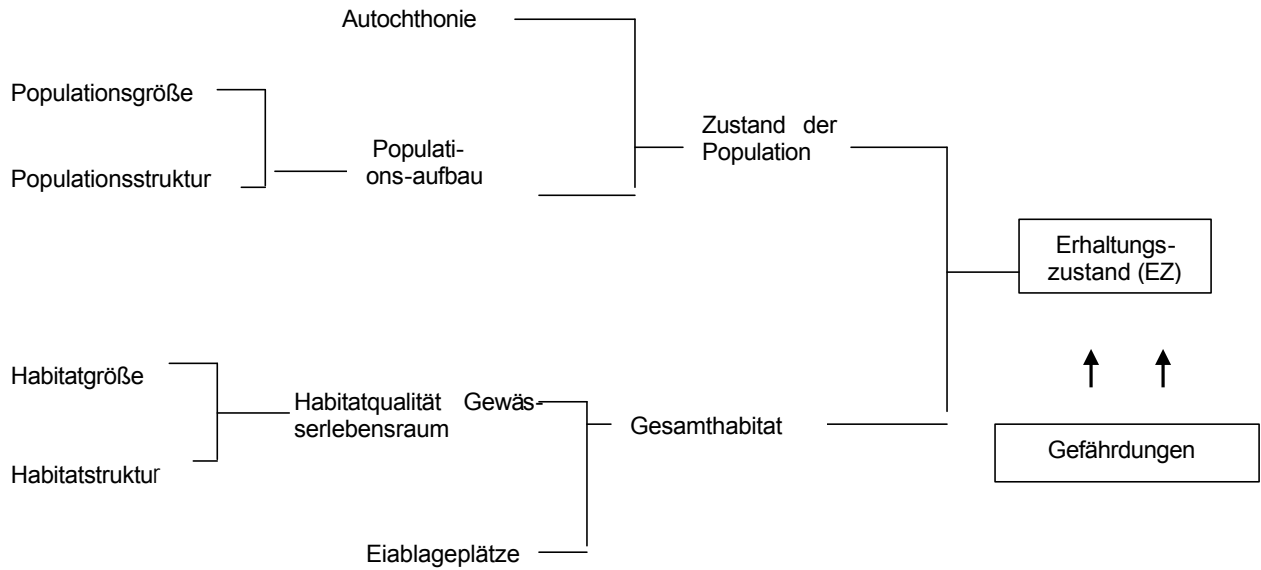 Autochthonie
Populationsgröße
Populationsstruktur
Populati-
ons-aufbau
Zustand der
Population
Erhaltungs-
zustand (EZ)
Habitatgröße
Habitatstruktur
Habitatqualität Gewäs-
serlebensraum
Eiablageplätze
Gesamthabitat
Gefährdungen